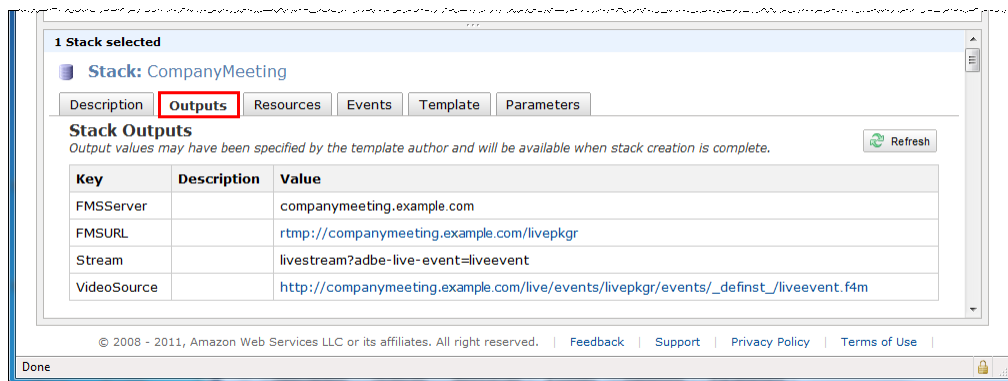 1 Stack selected
Stack: CompanyMeeting
Description Outputs Resources Events Template Parameters
Stack Outputs
Output values may have been specified by the template author and will be available when stack creation is complete.
Refresh
Key Description Value
FMSServer companymeeting.example.com
FMSURL rtmp://companymeeting.example.com/livepkgr
Stream livestream?adbe-live-event=liveevent
VideoSource http://companymeeting.example.com/live/events/livepkgr/events/_definst_/liveevent.f4m
© 2008 - 2011, Amazon Web Services LLC or its affiliates. All right reserved. | Feedback | Support | Privacy Policy | Terms of Use |
Done